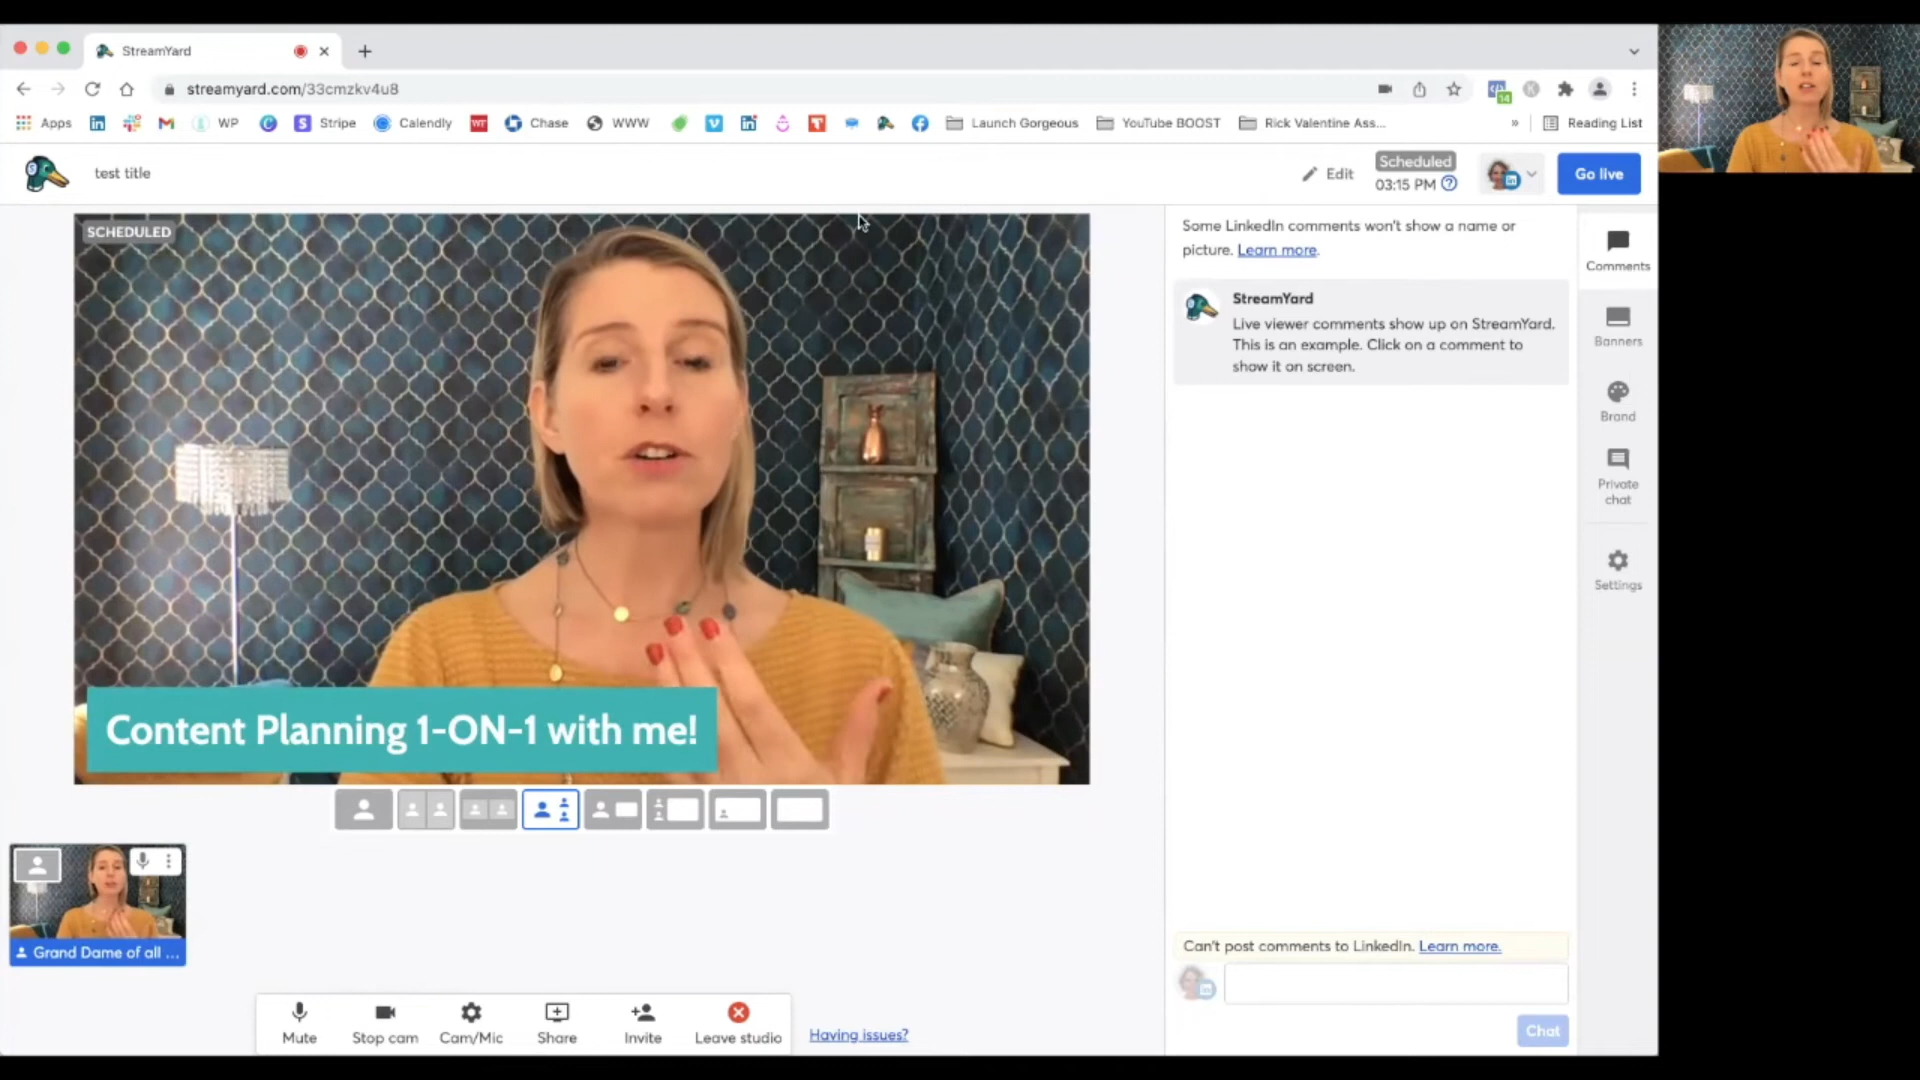 StreamYard
streamyard.com/33cmzkv4u8
14
Apps
WP
S
Stripe
Calendly
WT
Chase
WWW
Launch Gorgeous
YouTube BOOST
Rick Valentine Ass...
»
Reading List
test title
Edit
Scheduled
03:15 PM
Go live
SCHEDULED
Content Planning 1-ON-1 with me!
Some LinkedIn comments won't show a name or
picture. Learn more.
StreamYard
Live viewer comments show up on StreamYard.
This is an example. Click on a comment to
show it on screen.
Comments
Banners
Brand
Private
chat
Settings
Grand Dame of all ...
Can't post comments to LinkedIn. Learn more.
Chat
Mute
Stop cam
Cam/Mic
Share
Invite
Leave studio
Having issues?